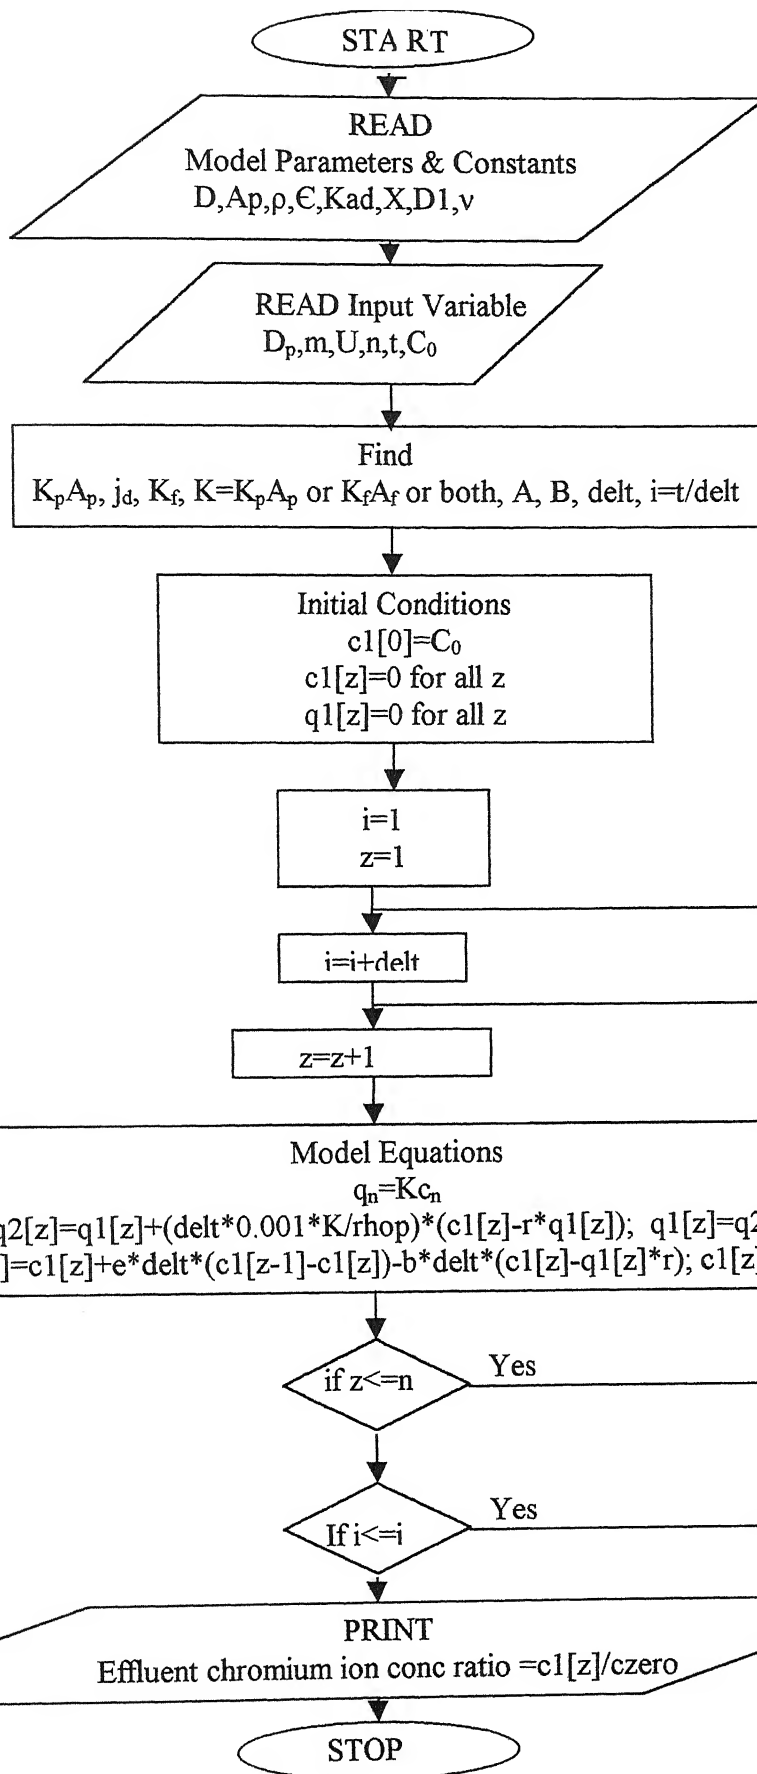 START
READ
Model Parameters & Constants
D,Ap,ρ,Є,Kad,X,D1,ν
READ Input Variable
Dp,m,U,n,t,C0
Find
KpAp, jd, Kf, K=KpAp or KfAf or both, A, B, delt, i=t/delt
Initial Conditions
c1[0]=C0
c1[z]=0 for all z
q1[z]=0 for all z
i=1
z=1
i=i+delt
z=z+1
Model Equations
qn=Kcn
q2[z]=q1[z]+(delt*0.001*K/rhop)*(c1[z]-r*q1[z]); q1[z]=q2
]=c1[z]+e*delt*(c1[z-1]-c1[z])-b*delt*(c1[z]-q1[z]*r); c1[z]
if z<=n
Yes
If i<=i
Yes
PRINT
Effluent chromium ion conc ratio =c1[z]/czero
STOP